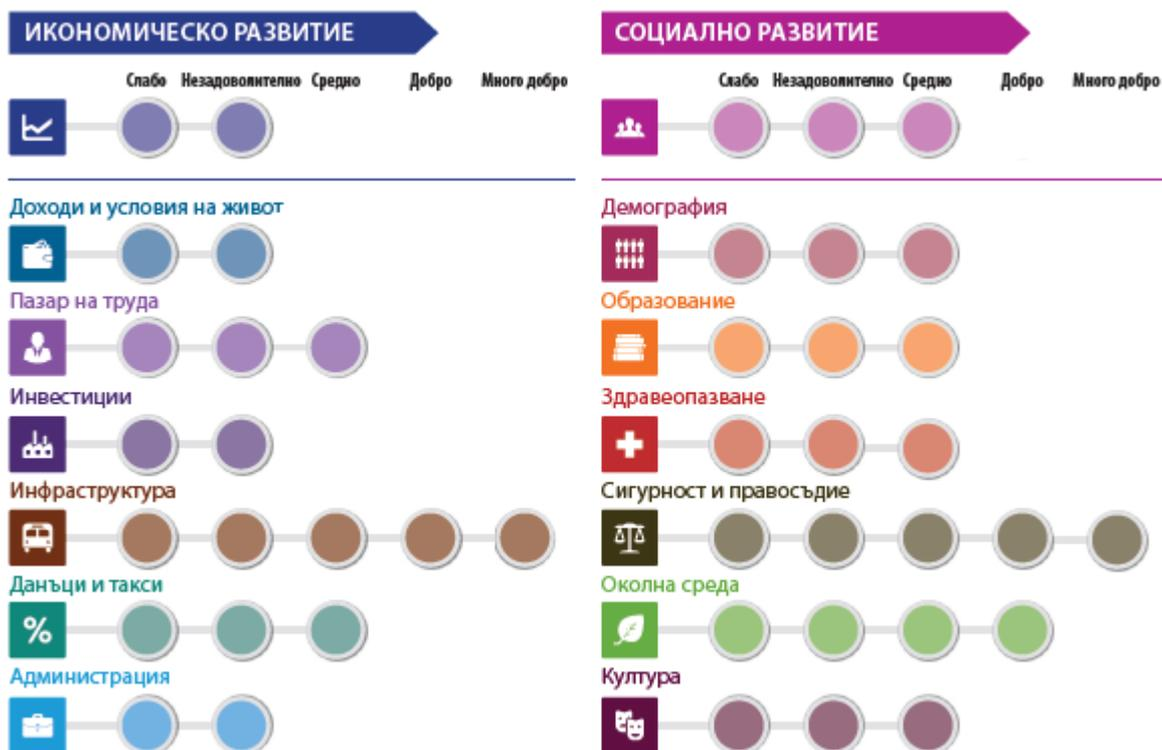 ИКОНОМИЧЕСКО РАЗВИТИЕ
Слабо Незадоволително Средно Добро Много добро
Доходи и условия на живот
Пазар на труда
Инвестиции
Инфраструктура
Данъци и такси
%
Администрация
СОЦИАЛНО РАЗВИТИЕ
Слабо Незадоволително Средно Добро Много добро
Демография
Образование
Здравеопазване
Сигурност и правосъдие
Околна среда
Култура